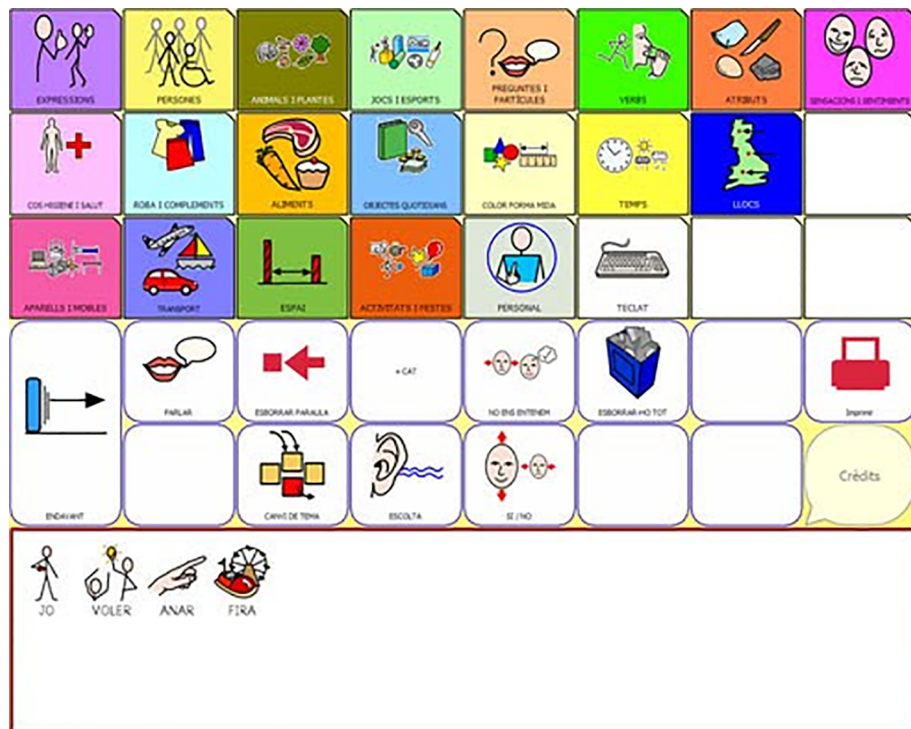 EXPRESSIONS
PERSONES
ANIMALS I PLANTES
JOCS I ESPORTS
PREGUNTES I
PARTÍCULES
VERBS
ATRIBUTS
SENSACIONS I SENTIMENTS
COS HIGIENE I SALUT
ROBA I COMPLEMENTS
ALIMENTS
OBJECTES QUOTIDIANS
COLOR FORMA MIDA
TEMPS
LLOCS
APARELLS I MOBLES
TRANSPORT
ESPAI
ACTIVITATS I FESTES
PERSONAL
TECLAT
ENDAVANT
PARLAR
ESBORRAR PARAULA
+ CAT
NO ENS ENTENEM
ESBORRAR-HO TOT
Imprimir
CANVI DE TEMA
ESCOLTA
SI / NO
Crèdits
JO VOLER ANAR FIRA